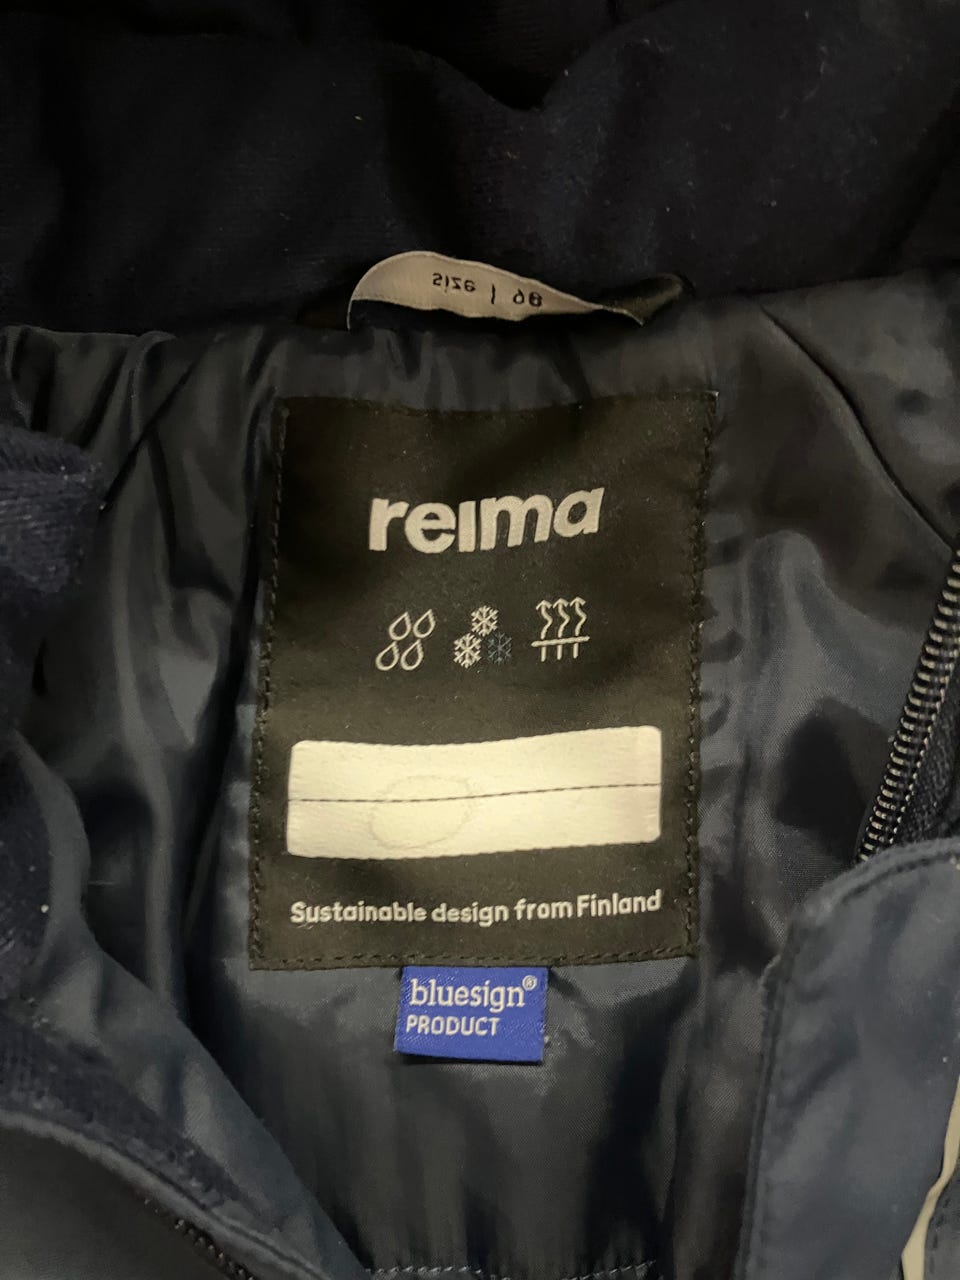 size | 98
reima
Sustainable design from Finland
bluesign®
PRODUCT